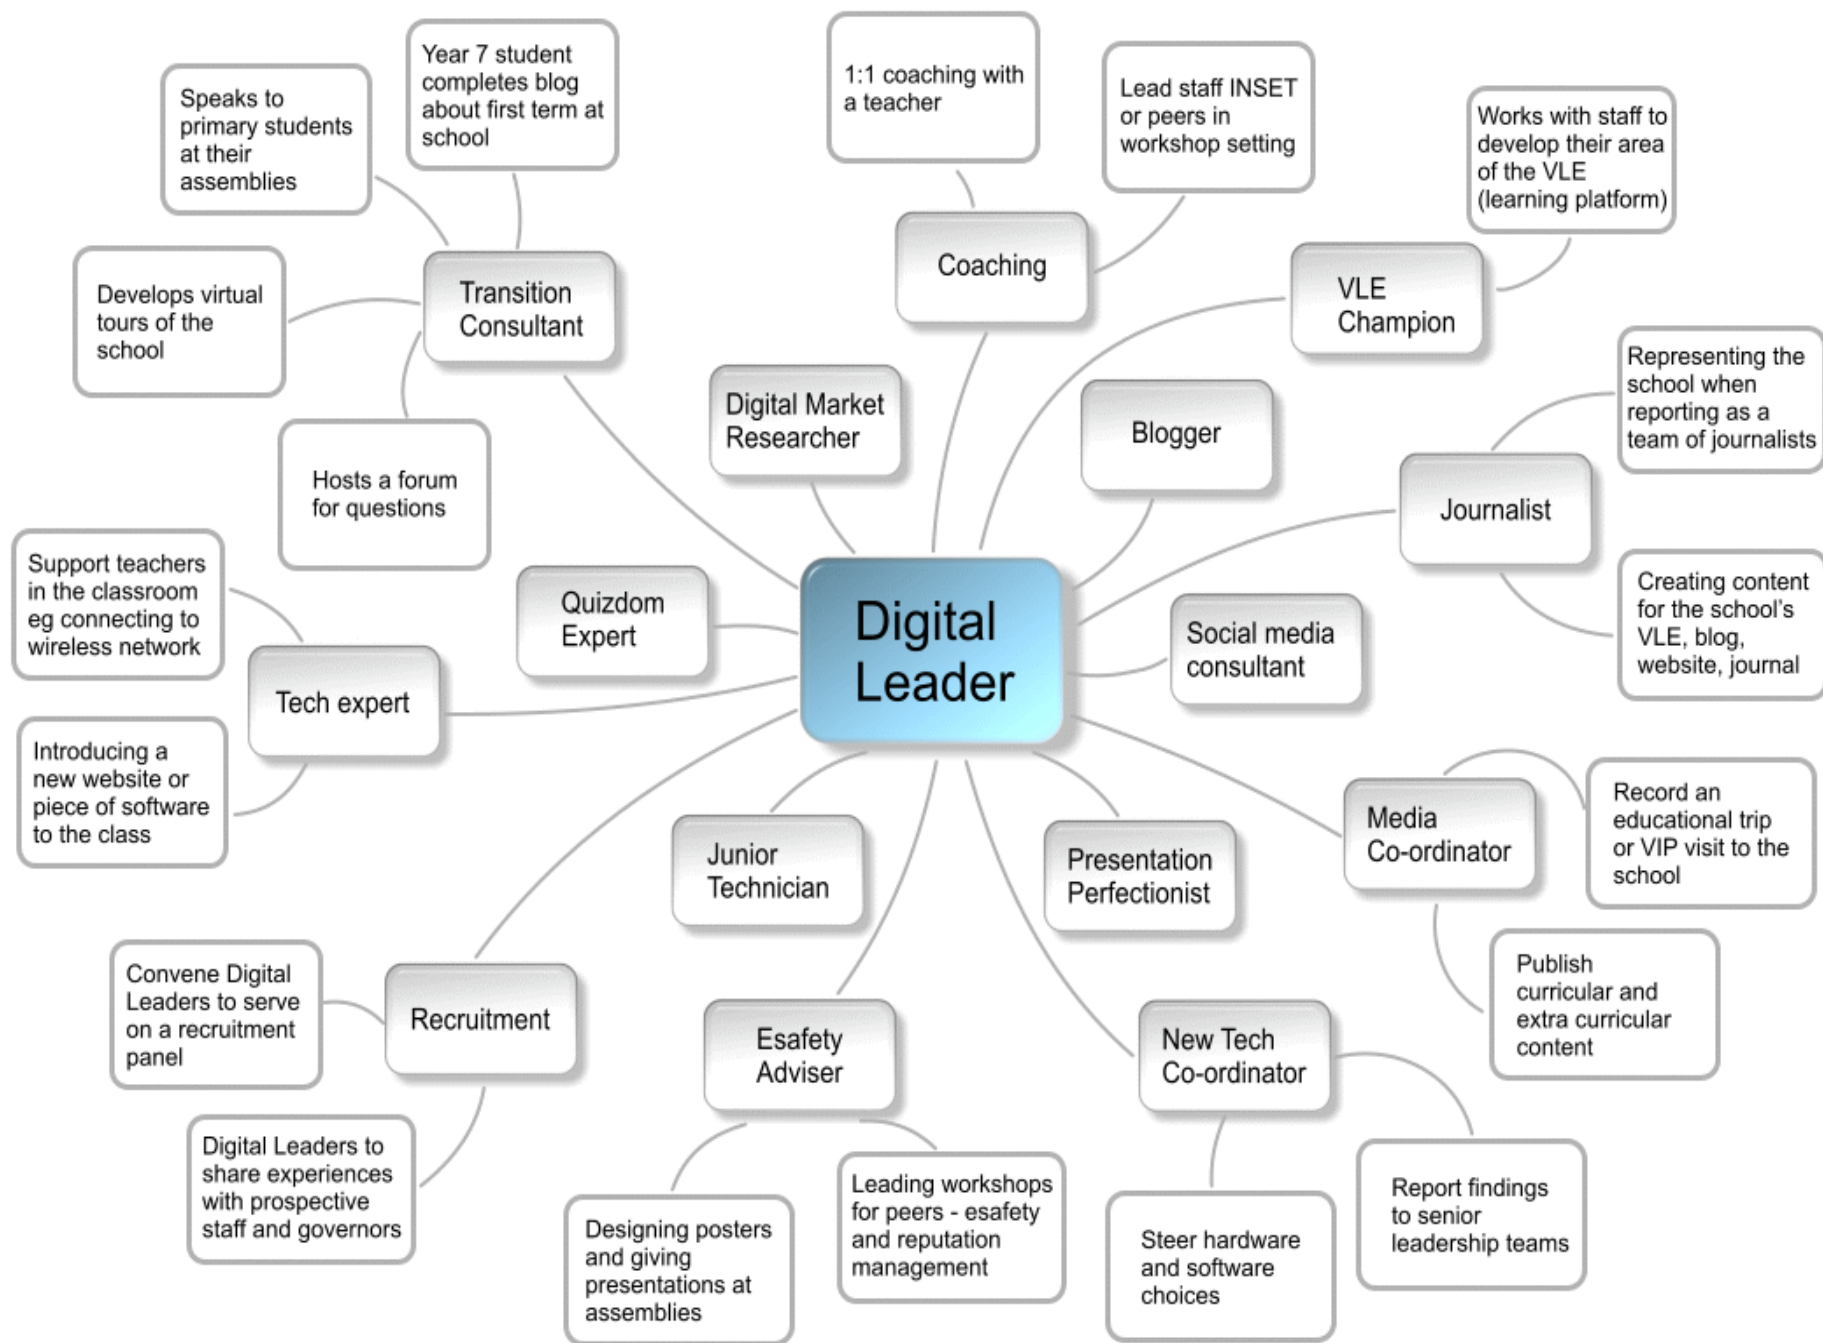 Year 7 student
completes blog
about first term at
school
Speaks to
primary students
at their
assemblies
Develops virtual
tours of the
school
Hosts a forum
for questions
Transition
Consultant
1:1 coaching with
a teacher
Lead staff INSET
or peers in
workshop setting
Coaching
Works with staff to
develop their area
of the VLE
(learning platform)
VLE
Champion
Digital Market
Researcher
Blogger
Representing the
school when
reporting as a
team of journalists
Journalist
Creating content
for the school's
VLE, blog,
website, journal
Support teachers
in the classroom
eg connecting to
wireless network
Tech expert
Introducing a
new website or
piece of software
to the class
Quizdom
Expert
Digital
Leader
Social media
consultant
Junior
Technician
Presentation
Perfectionist
Media
Co-ordinator
Record an
educational trip
or VIP visit to the
school
Publish
curricular and
extra curricular
content
Convene Digital
Leaders to serve
on a recruitment
panel
Recruitment
Digital Leaders to
share experiences
with prospective
staff and governors
Esafety
Adviser
Designing posters
and giving
presentations at
assemblies
Leading workshops
for peers - esafety
and reputation
management
New Tech
Co-ordinator
Steer hardware
and software
choices
Report findings
to senior
leadership teams